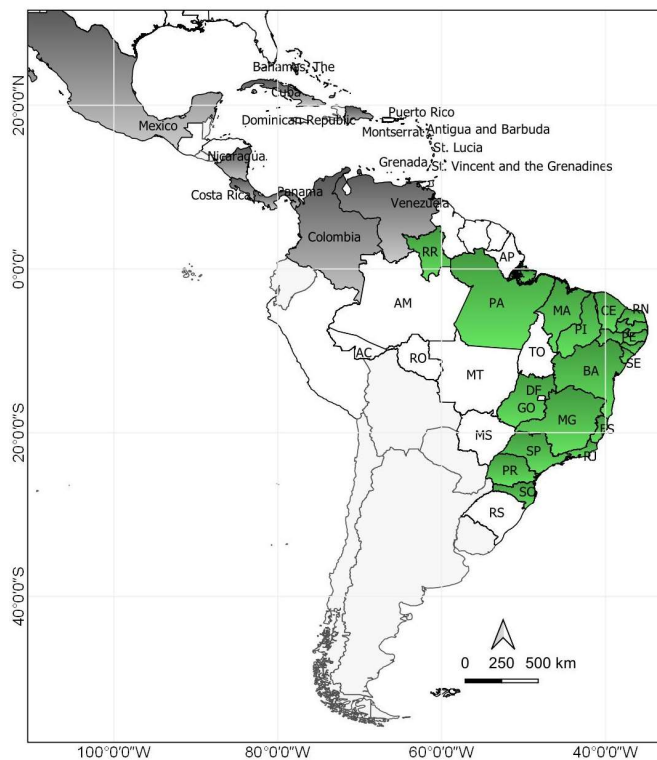 Bahamas, The
Cuba
20°0'0"N
Puerto Rico
Dominican Republic
Mexico
Montserrat
Antigua and Barbuda
St. Lucia
Nicaragua
Grenada
St. Vincent and the Grenadines
Costa Rica
Panama
Venezuela
Colombia
RR
AP
0°0'0"
AM
PA
MA
CE
RN
PI
PE
AC
RO
TO
SE
MT
BA
DF
GO
MG
20°0'0"S
MS
ES
SP
RJ
PR
SC
RS
40°0'0"S
0 250 500 km
100°0'0"W 80°0'0"W 60°0'0"W 40°0'0"W